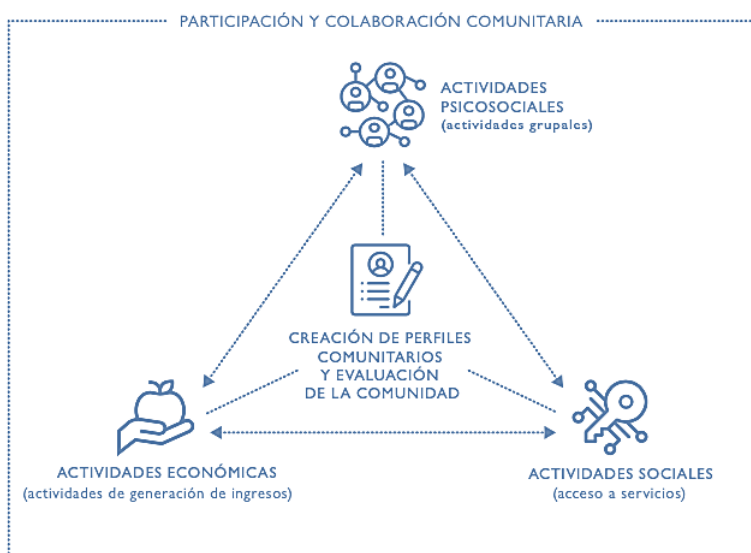 PARTICIPACIÓN Y COLABORACIÓN COMUNITARIA
ACTIVIDADES
PSICOSOCIALES
(actividades grupales)
CREACIÓN DE PERFILES
COMUNITARIOS
Y EVALUACIÓN
DE LA COMUNIDAD
ACTIVIDADES ECONÓMICAS
(actividades de generación de ingresos)
ACTIVIDADES SOCIALES
(acceso a servicios)